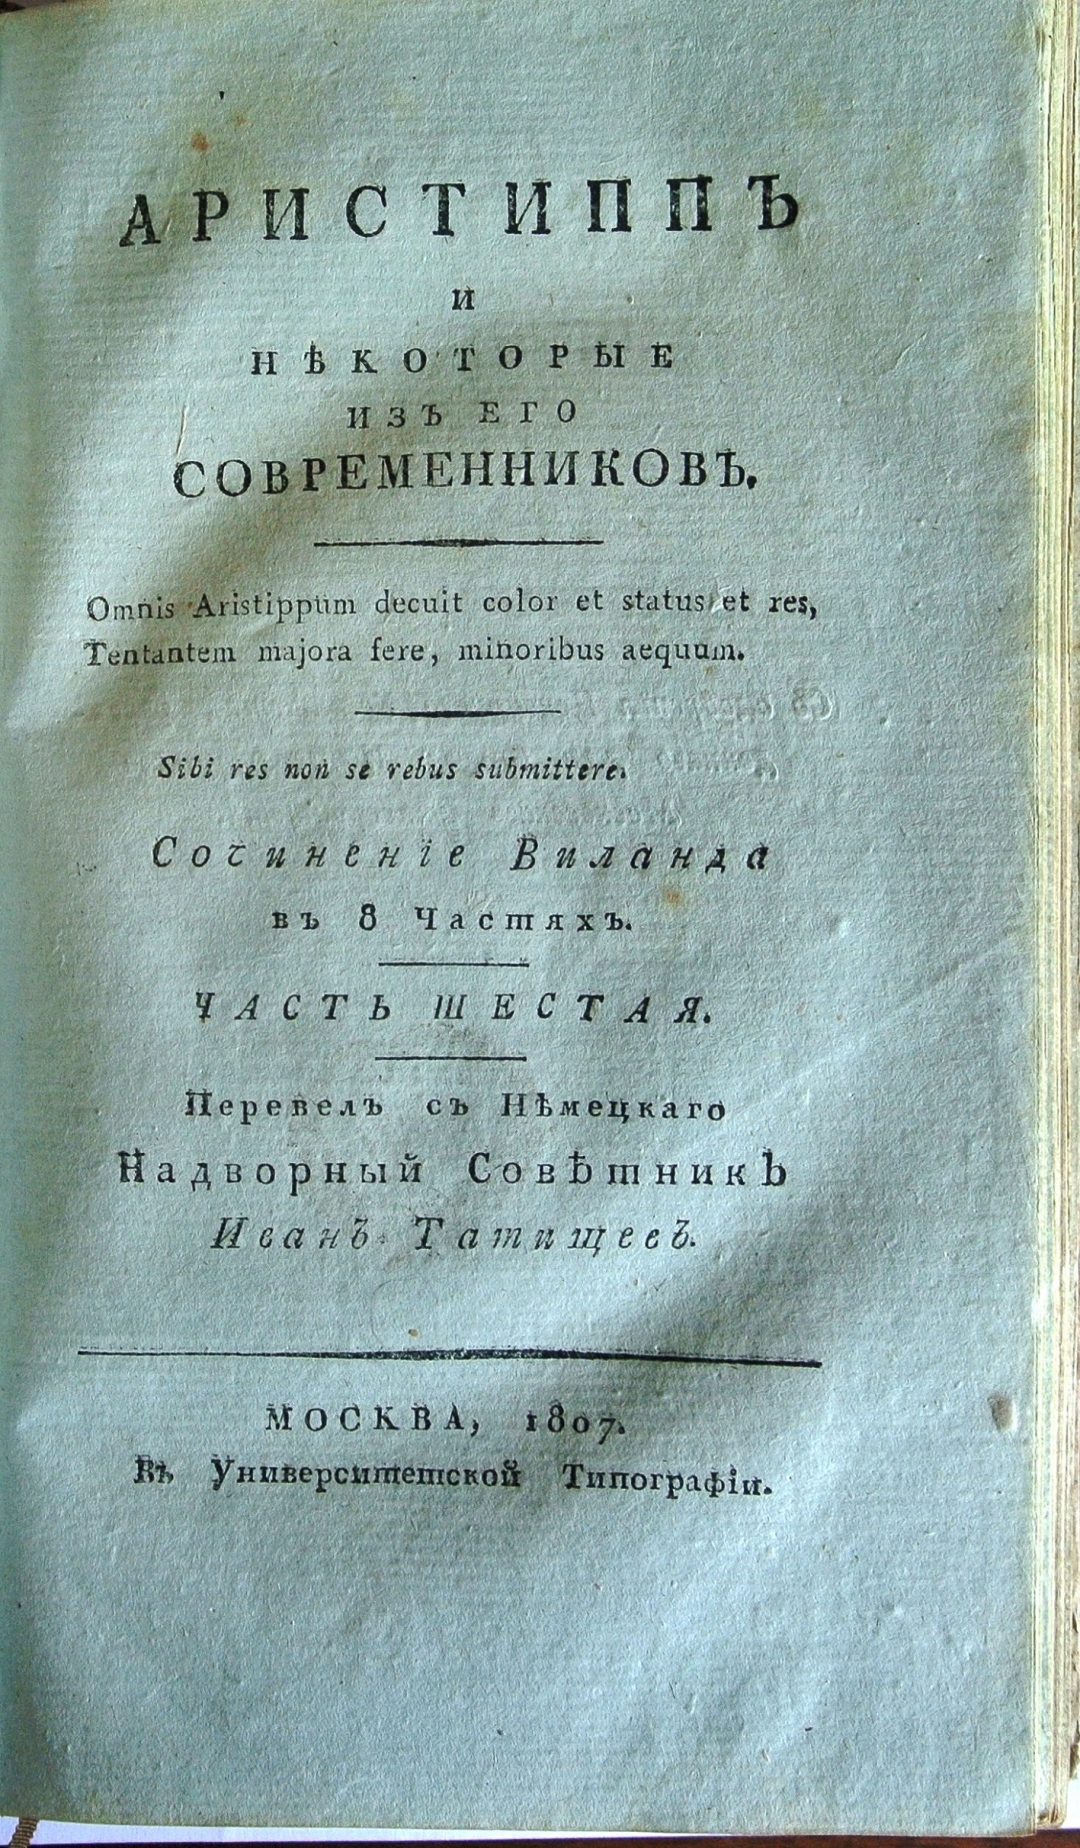 АРИСТИППЪ
И
НѢКОТОРЫЕ
ИЗЪ ЕГО
СОВРЕМЕННИКОВЪ.
Omnis Aristippum decuit color et status et res,
Tentantem majora fere, minoribus aequum.
Sibi res non se rebus submittere.
Сочиненіе Виланда
въ 8 Частяхъ.
ЧАСТЬ ШЕСТАЯ.
Перевелъ съ Нѣмецкаго
Надворный Совѣтникъ
Иванъ Татищевъ.
МОСКВА, 1807.
Въ Университетской Типографіи.